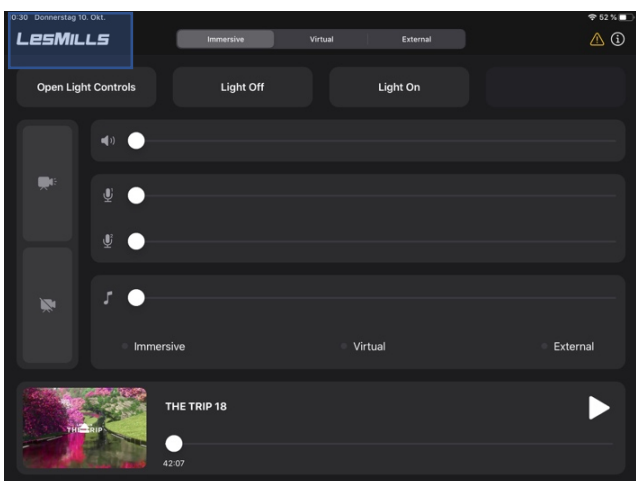 0:30 Donnerstag 10. Okt. 52 %
LESMILLS Immersive Virtual External
Open Light Controls Light Off Light On
Immersive Virtual External
THE TRIP 18
THE TRIP
42:07